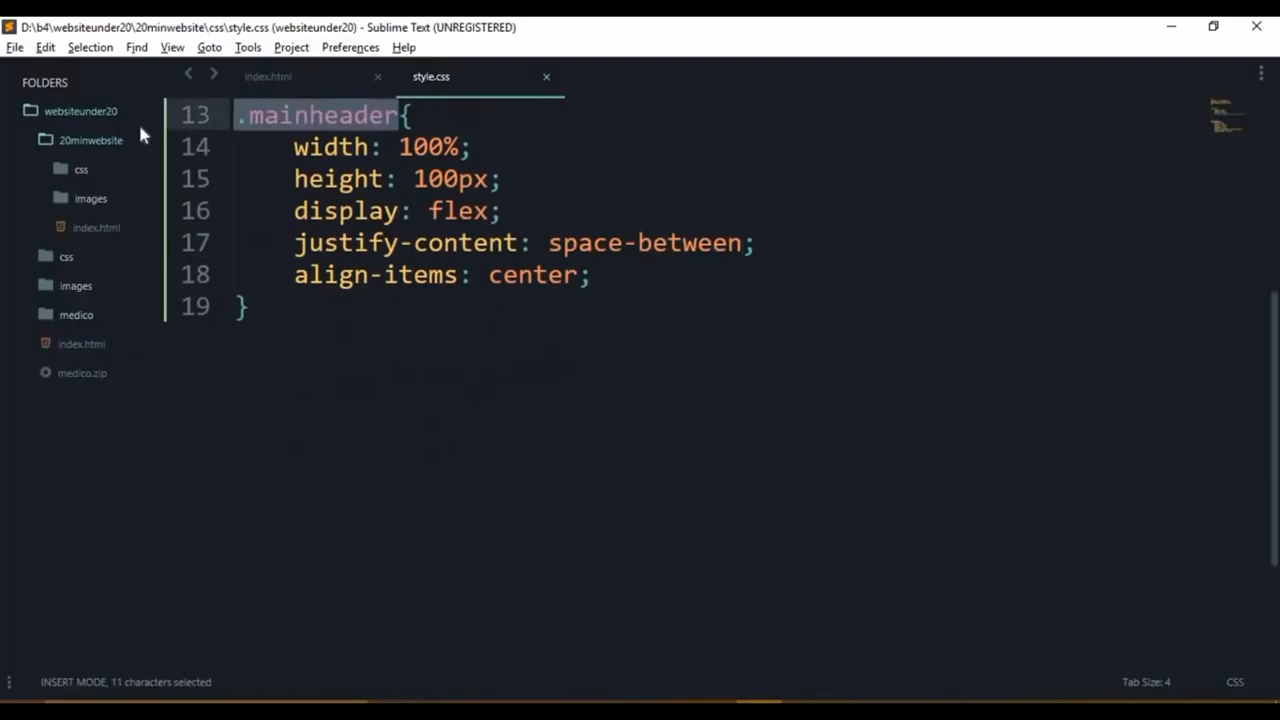 D:\b4\websiteunder20\20minwebsite\css\style.css (websiteunder20) - Sublime Text (UNREGISTERED)
File Edit Selection Find View Goto Tools Project Preferences Help
FOLDERS
websiteunder20
20minwebsite
css
images
index.html
css
images
medico
index.html
medico.zip
index.html style.css
13 .mainheader{
14 width: 100%;
15 height: 100px;
16 display: flex;
17 justify-content: space-between;
18 align-items: center;
19 }
INSERT MODE, 11 characters selected Tab Size: 4 CSS